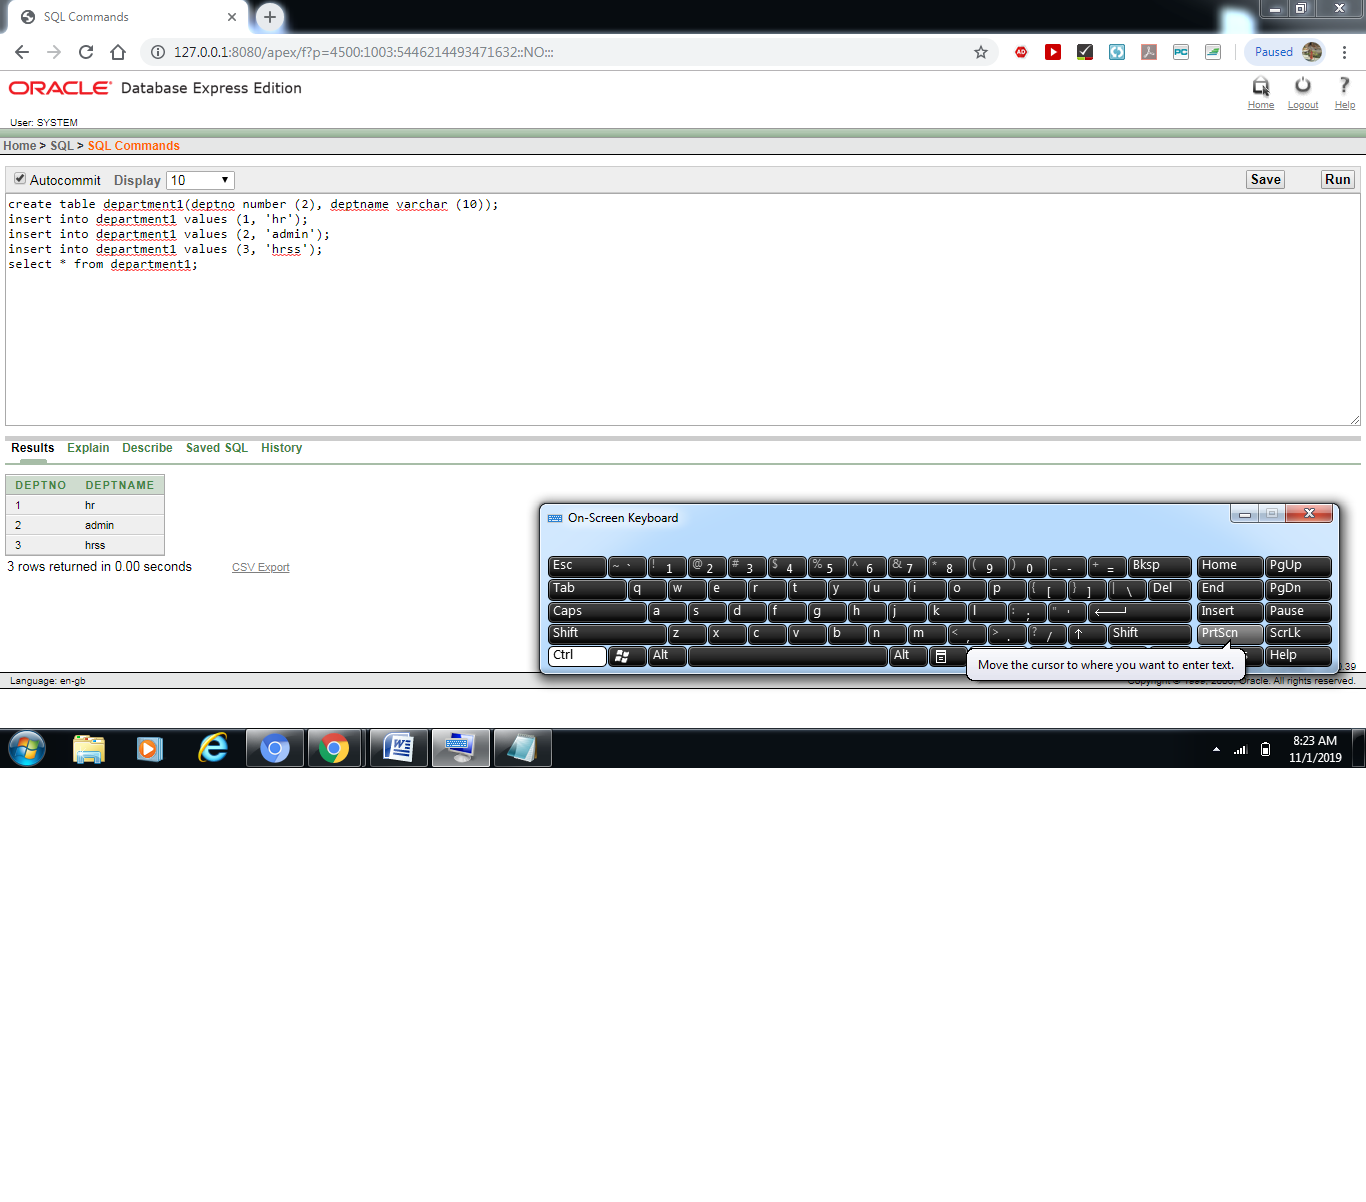 SQL Commands
127.0.0.1:8080/apex/f?p=4500:1003:5446214493471632::NO:::
Paused
ORACLE Database Express Edition
Home Logout Help
User: SYSTEM
Home > SQL > SQL Commands
Autocommit Display 10 Save Run
create table department1(deptno number (2), deptname varchar (10));
insert into department1 values (1, 'hr');
insert into department1 values (2, 'admin');
insert into department1 values (3, 'hrss');
select * from department1;
Results Explain Describe Saved SQL History
DEPTNO DEPTNAME
1 hr
2 admin
3 hrss
3 rows returned in 0.00 seconds CSV Export
On-Screen Keyboard
Esc ~ ` ! 1 @ 2 # 3 $ 4 % 5 ^ 6 & 7 * 8 ( 9 ) 0 _ - + = Bksp Home PgUp
Tab q w e r t y u i o p { [ } ] | \ Del End PgDn
Caps a s d f g h j k l : ; " ' Insert Pause
Shift z x c v b n m < , > . ? / Shift PrtScn ScrLk
Ctrl Alt Alt Help
Move the cursor to where you want to enter text.
Language: en-gb
Oracle. All rights reserved.
8:23 AM
11/1/2019